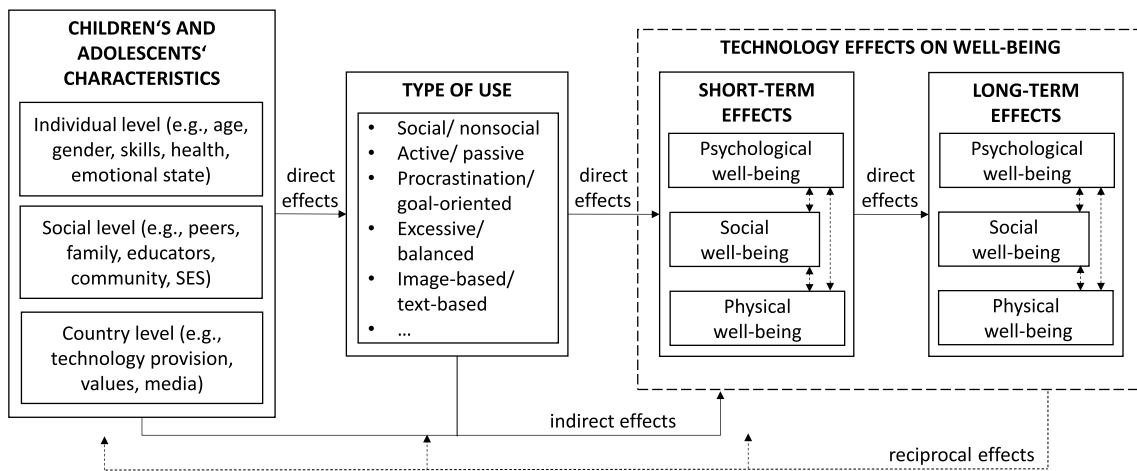 CHILDREN‘S AND
ADOLESCENTS‘
CHARACTERISTICS
Individual level (e.g., age,
gender, skills, health,
emotional state)
Social level (e.g., peers,
family, educators,
community, SES)
Country level (e.g.,
technology provision,
values, media)
direct
effects
TYPE OF USE
• Social/ nonsocial
• Active/ passive
• Procrastination/
goal-oriented
• Excessive/
balanced
• Image-based/
text-based
• ...
direct
effects
TECHNOLOGY EFFECTS ON WELL-BEING
SHORT-TERM
EFFECTS
Psychological
well-being
Social
well-being
Physical
well-being
direct
effects
LONG-TERM
EFFECTS
Psychological
well-being
Social
well-being
Physical
well-being
indirect effects
reciprocal effects